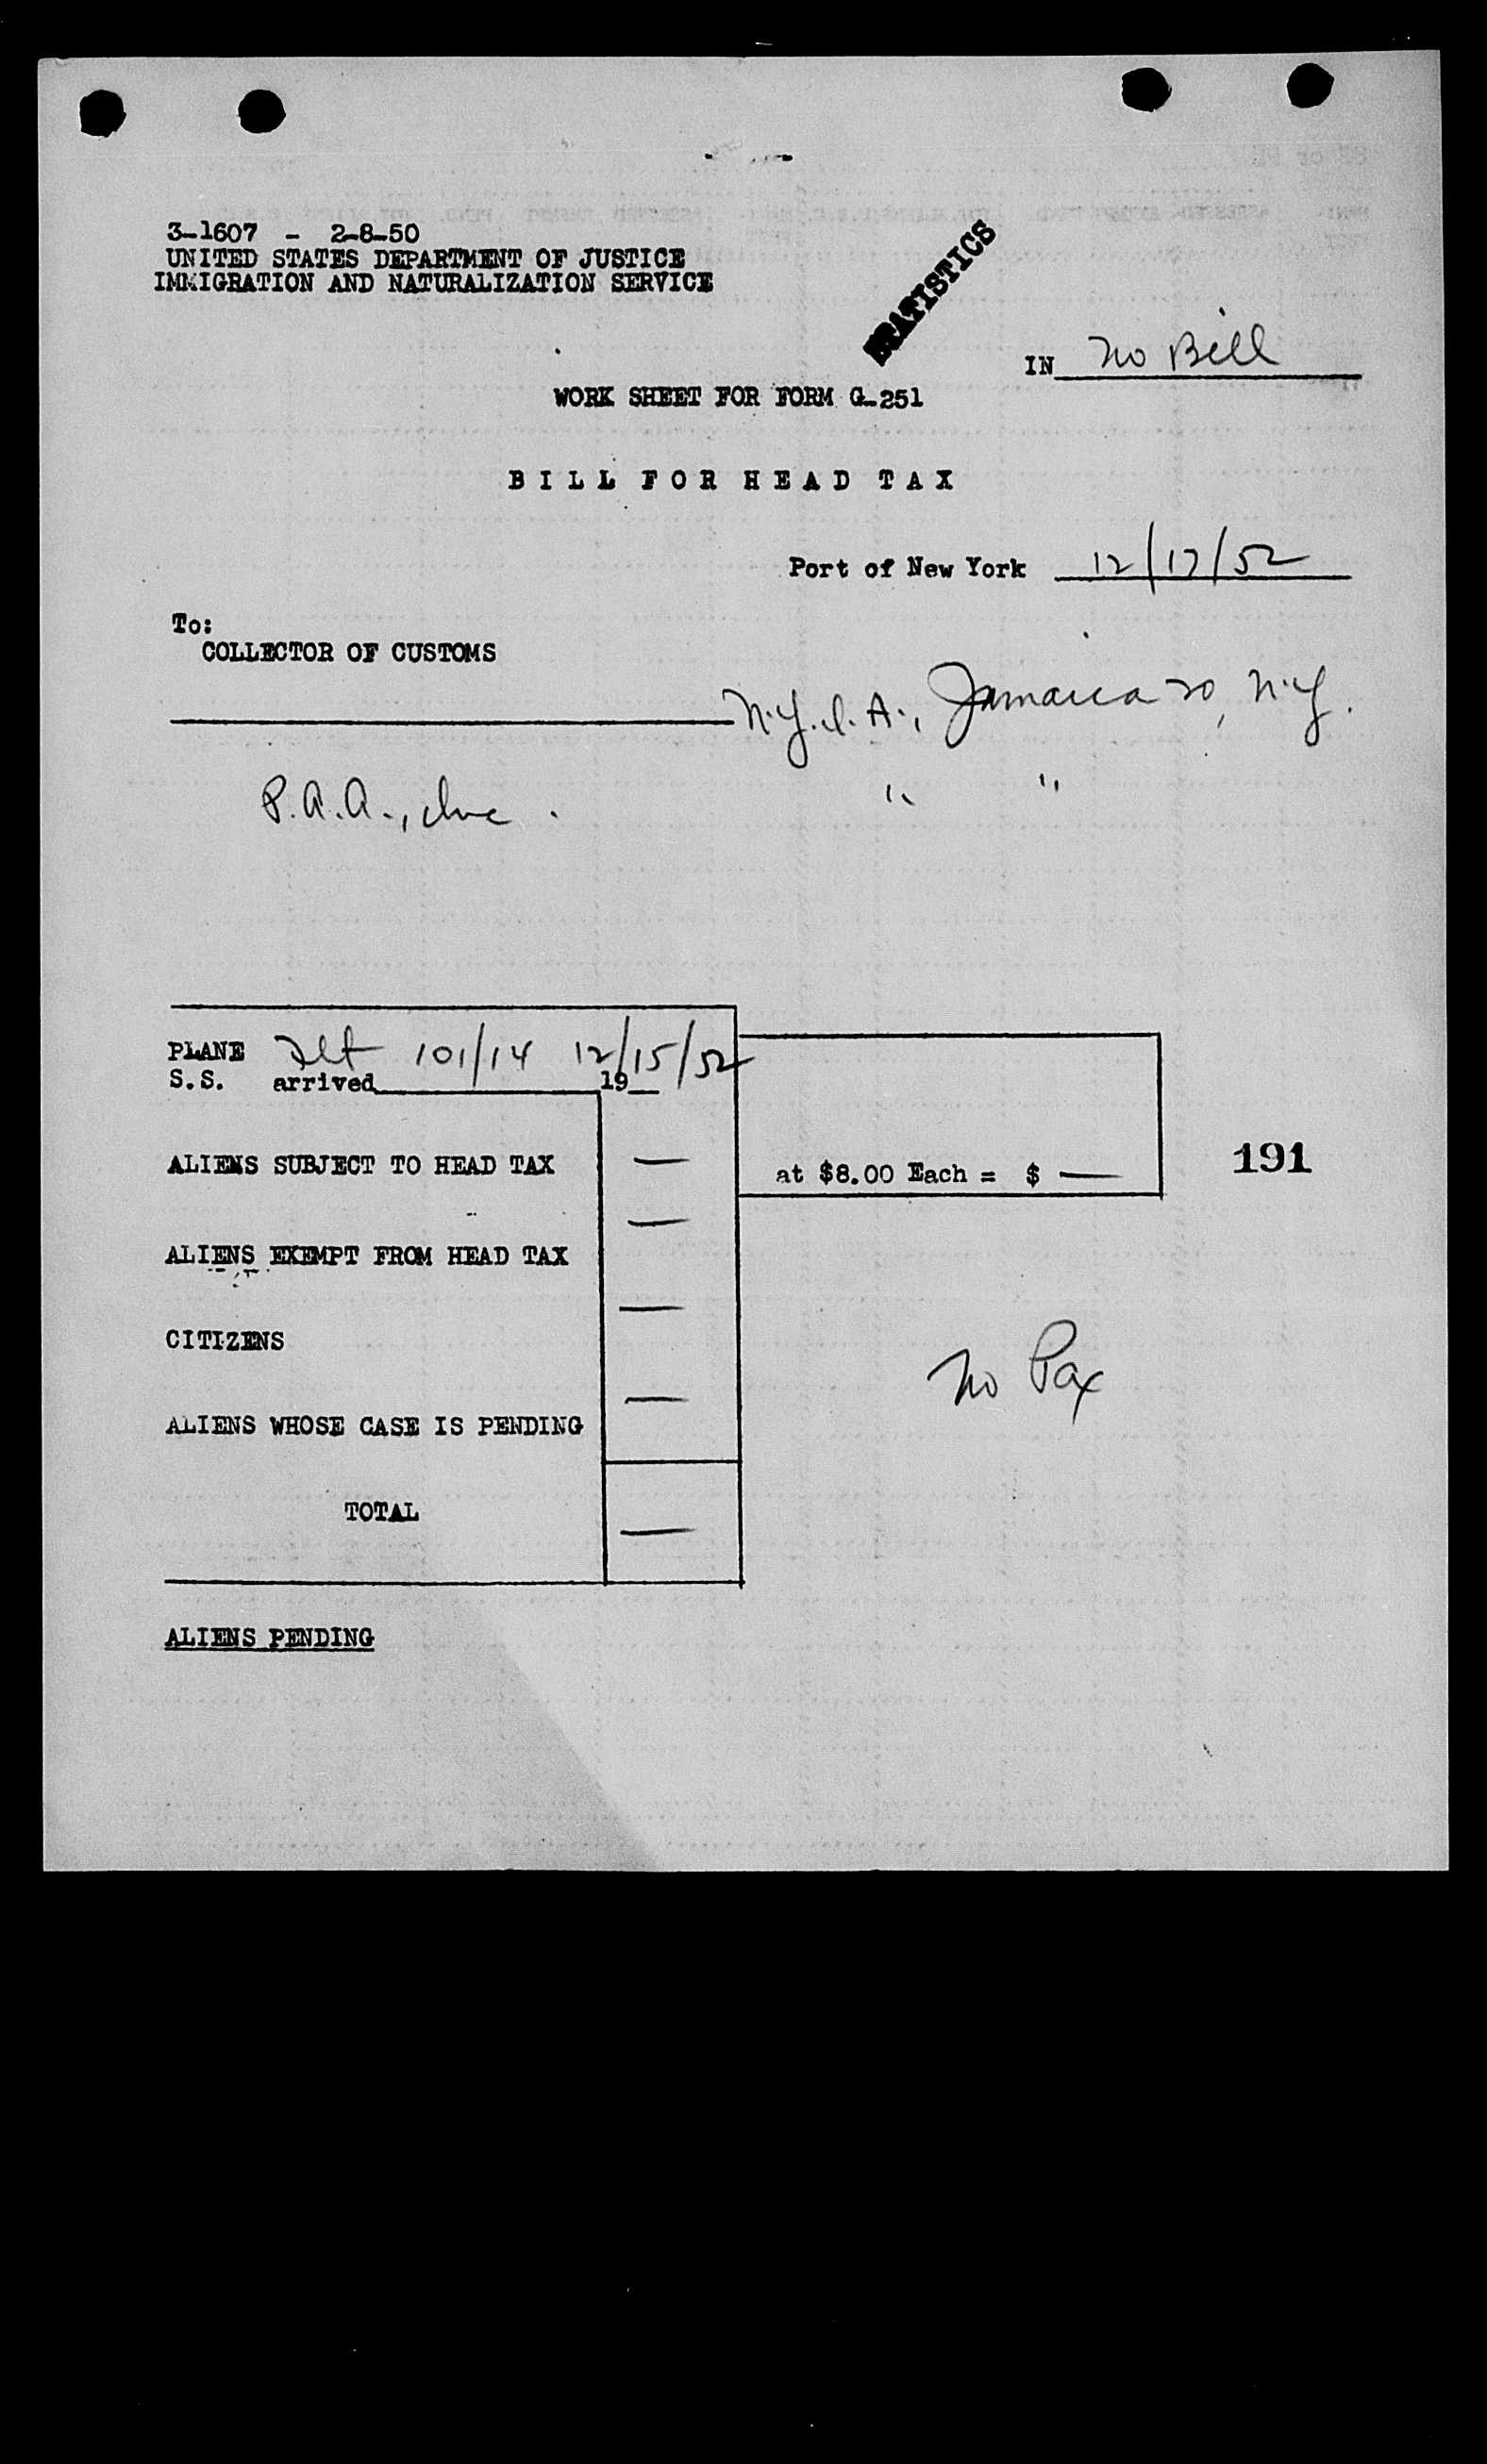 3-1607 - 2-8-50
UNITED STATES DEPARTMENT OF JUSTICE
IMMIGRATION AND NATURALIZATION SERVICE
STATISTICS
IN No Bill
WORK SHEET FOR FORM G-251
BILL FOR HEAD TAX
Port of New York 12/17/52
To:
COLLECTOR OF CUSTOMS
N.Y.I.A., Jamaica 30, N.Y.
P.A.A., Inc. " "
PLANE Flt 101/14 12/15/52
S.S. arrived 19
ALIENS SUBJECT TO HEAD TAX —
at $8.00 Each = $ —
191
ALIENS EXEMPT FROM HEAD TAX —
CITIZENS —
No Pax
ALIENS WHOSE CASE IS PENDING —
TOTAL —
ALIENS PENDING